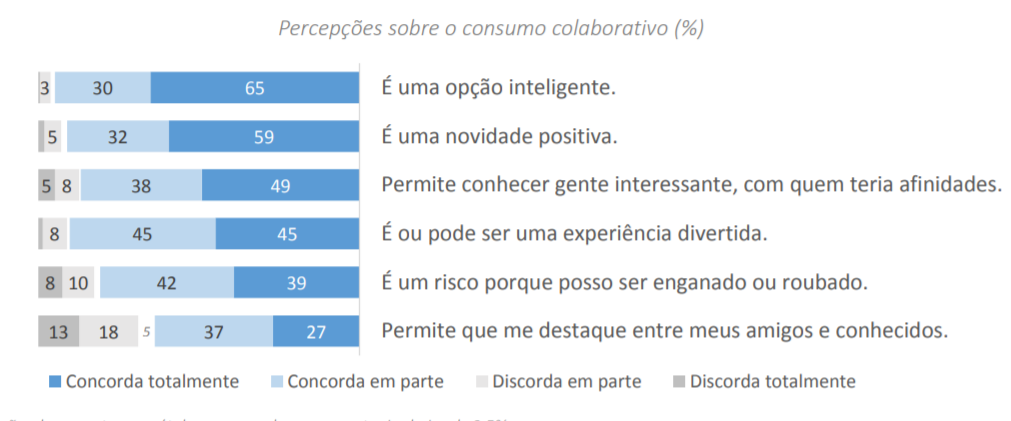 Percepções sobre o consumo colaborativo (%)
3 30 65 É uma opção inteligente.
5 32 59 É uma novidade positiva.
5 8 38 49 Permite conhecer gente interessante, com quem teria afinidades.
8 45 45 É ou pode ser uma experiência divertida.
8 10 42 39 É um risco porque posso ser enganado ou roubado.
13 18 5 37 27 Permite que me destaque entre meus amigos e conhecidos.
Concorda totalmente Concorda em parte Discorda em parte Discorda totalmente